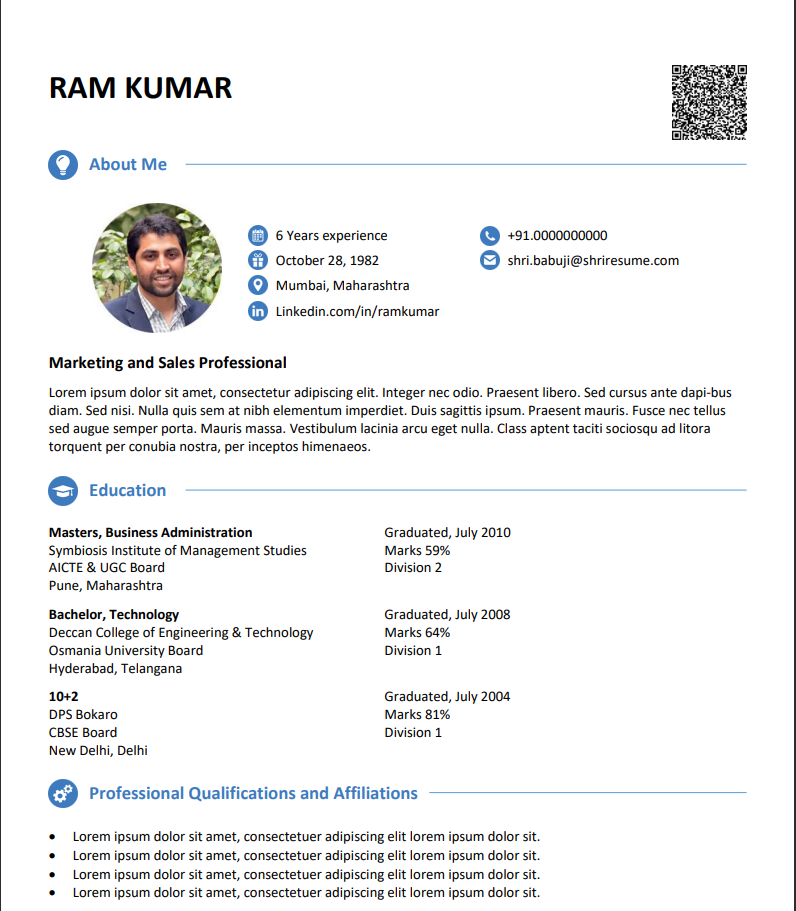 RAM KUMAR
About Me
6 Years experience
October 28, 1982
Mumbai, Maharashtra
Linkedin.com/in/ramkumar
+91.0000000000
shri.babuji@shriresume.com
Marketing and Sales Professional
Lorem ipsum dolor sit amet, consectetur adipiscing elit. Integer nec odio. Praesent libero. Sed cursus ante dapi-bus
diam. Sed nisi. Nulla quis sem at nibh elementum imperdiet. Duis sagittis ipsum. Praesent mauris. Fusce nec tellus
sed augue semper porta. Mauris massa. Vestibulum lacinia arcu eget nulla. Class aptent taciti sociosqu ad litora
torquent per conubia nostra, per inceptos himenaeos.
Education
Masters, Business Administration
Symbiosis Institute of Management Studies
AICTE & UGC Board
Pune, Maharashtra
Graduated, July 2010
Marks 59%
Division 2
Bachelor, Technology
Deccan College of Engineering & Technology
Osmania University Board
Hyderabad, Telangana
Graduated, July 2008
Marks 64%
Division 1
10+2
DPS Bokaro
CBSE Board
New Delhi, Delhi
Graduated, July 2004
Marks 81%
Division 1
Professional Qualifications and Affiliations
• Lorem ipsum dolor sit amet, consectetuer adipiscing elit lorem ipsum dolor sit.
• Lorem ipsum dolor sit amet, consectetuer adipiscing elit lorem ipsum dolor sit.
• Lorem ipsum dolor sit amet, consectetuer adipiscing elit lorem ipsum dolor sit.
• Lorem ipsum dolor sit amet, consectetuer adipiscing elit lorem ipsum dolor sit.